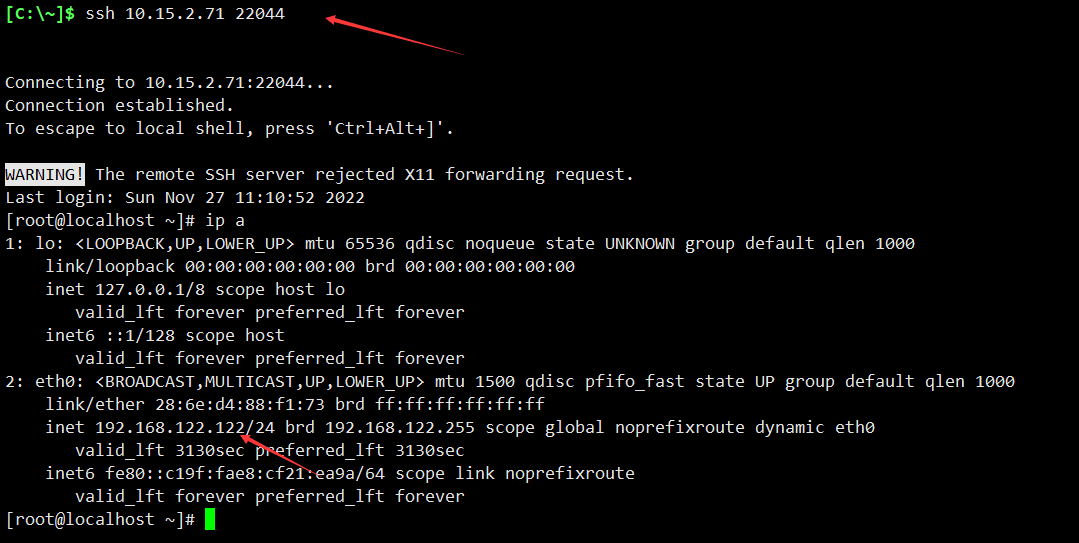 [C:\~]$ ssh 10.15.2.71 22044
Connecting to 10.15.2.71:22044...
Connection established.
To escape to local shell, press 'Ctrl+Alt+]'.
WARNING! The remote SSH server rejected X11 forwarding request.
Last login: Sun Nov 27 11:10:52 2022
[root@localhost ~]# ip a
1: lo: <LOOPBACK,UP,LOWER_UP> mtu 65536 qdisc noqueue state UNKNOWN group default qlen 1000
    link/loopback 00:00:00:00:00:00 brd 00:00:00:00:00:00
    inet 127.0.0.1/8 scope host lo
       valid_lft forever preferred_lft forever
    inet6 ::1/128 scope host
       valid_lft forever preferred_lft forever
2: eth0: <BROADCAST,MULTICAST,UP,LOWER_UP> mtu 1500 qdisc pfifo_fast state UP group default qlen 1000
    link/ether 28:6e:d4:88:f1:73 brd ff:ff:ff:ff:ff:ff
    inet 192.168.122.122/24 brd 192.168.122.255 scope global noprefixroute dynamic eth0
       valid_lft 3130sec preferred_lft 3130sec
    inet6 fe80::c19f:fae8:cf21:ea9a/64 scope link noprefixroute
       valid_lft forever preferred_lft forever
[root@localhost ~]#